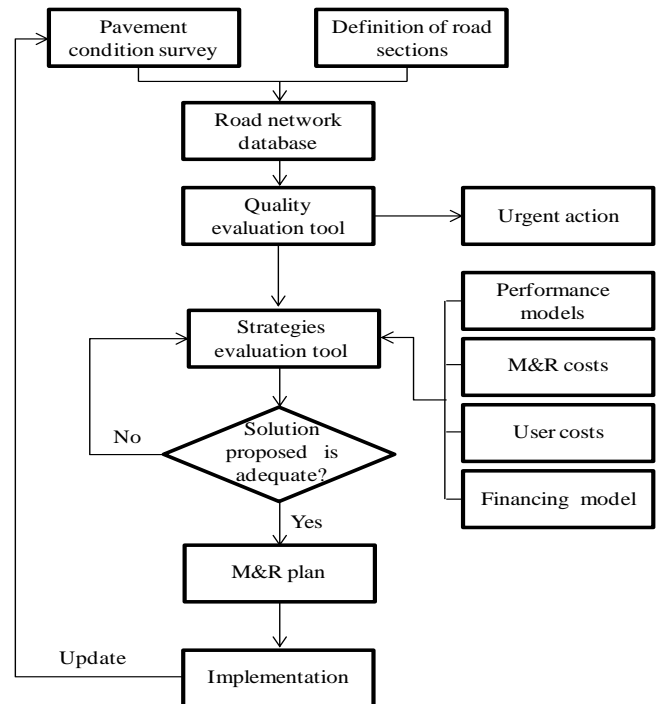 Pavement
condition survey
Definition of road
sections
Road network
database
Quality
evaluation tool
Urgent action
Strategies
evaluation tool
Performance
models
M&R costs
User costs
Financing model
No
Solution
proposed is
adequate?
Yes
M&R plan
Update
Implementation